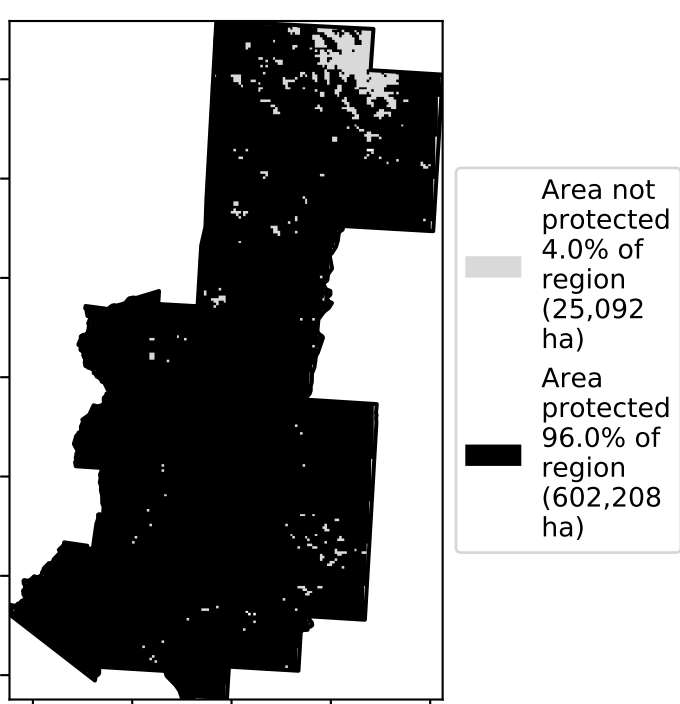 Area not
protected
4.0% of
region
(25,092
ha)
Area
protected
96.0% of
region
(602,208
ha)